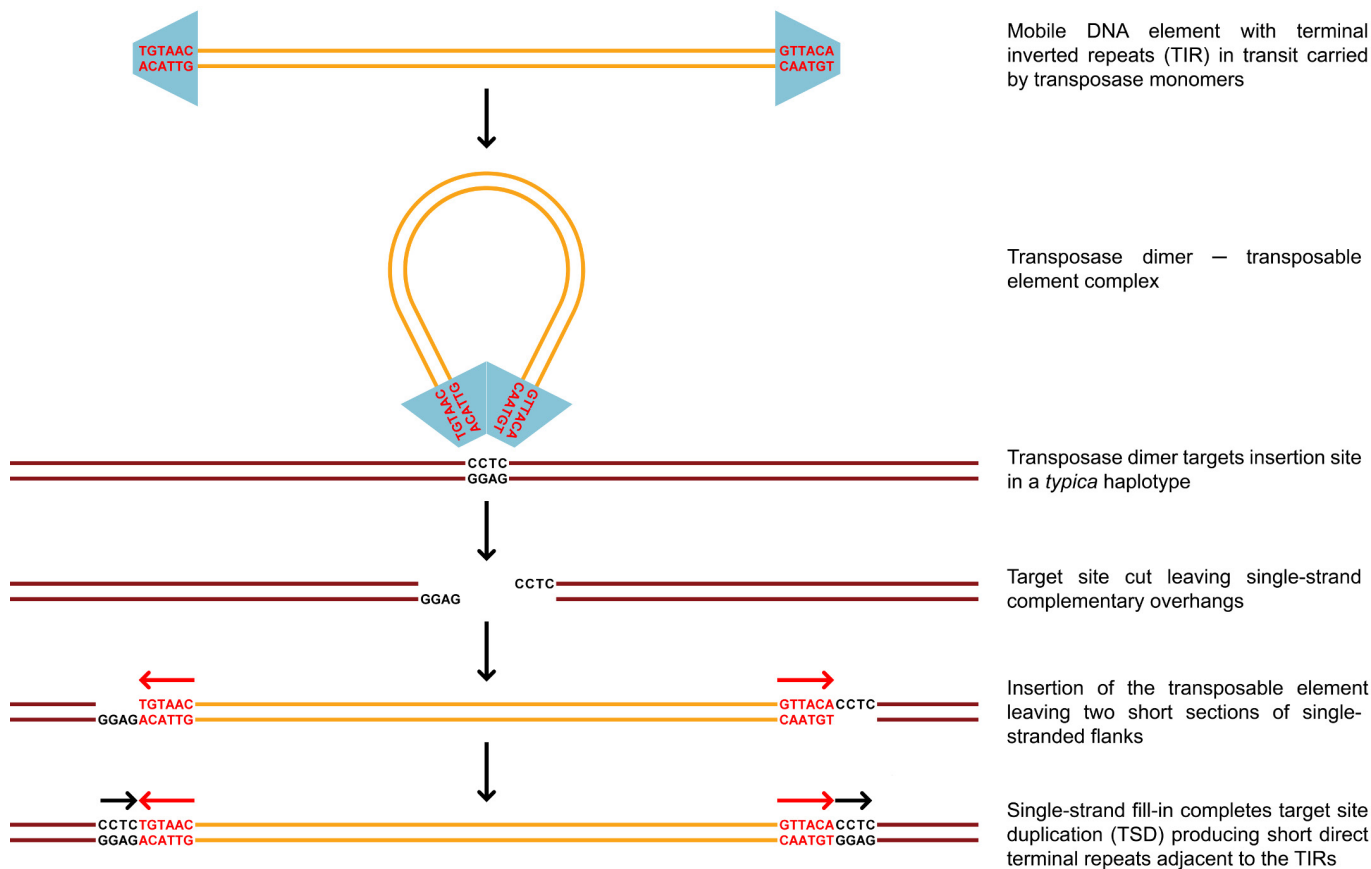 TGTAAC
ACATTG
GTTACA
CAATGT
Mobile DNA element with terminal
inverted repeats (TIR) in transit carried
by transposase monomers
Transposase dimer – transposable
element complex
TGTAAC
ACATTG
CAATGT
GTTACA
CCTC
GGAG
Transposase dimer targets insertion site
in a typica haplotype
CCTC
GGAG
Target site cut leaving single-strand
complementary overhangs
TGTAAC
GGAGACATTG
GTTACACCTC
CAATGT
Insertion of the transposable element
leaving two short sections of single-
stranded flanks
CCTCTGTAAC
GGAGACATTG
GTTACACCTC
CAATGTGGAG
Single-strand fill-in completes target site
duplication (TSD) producing short direct
terminal repeats adjacent to the TIRs